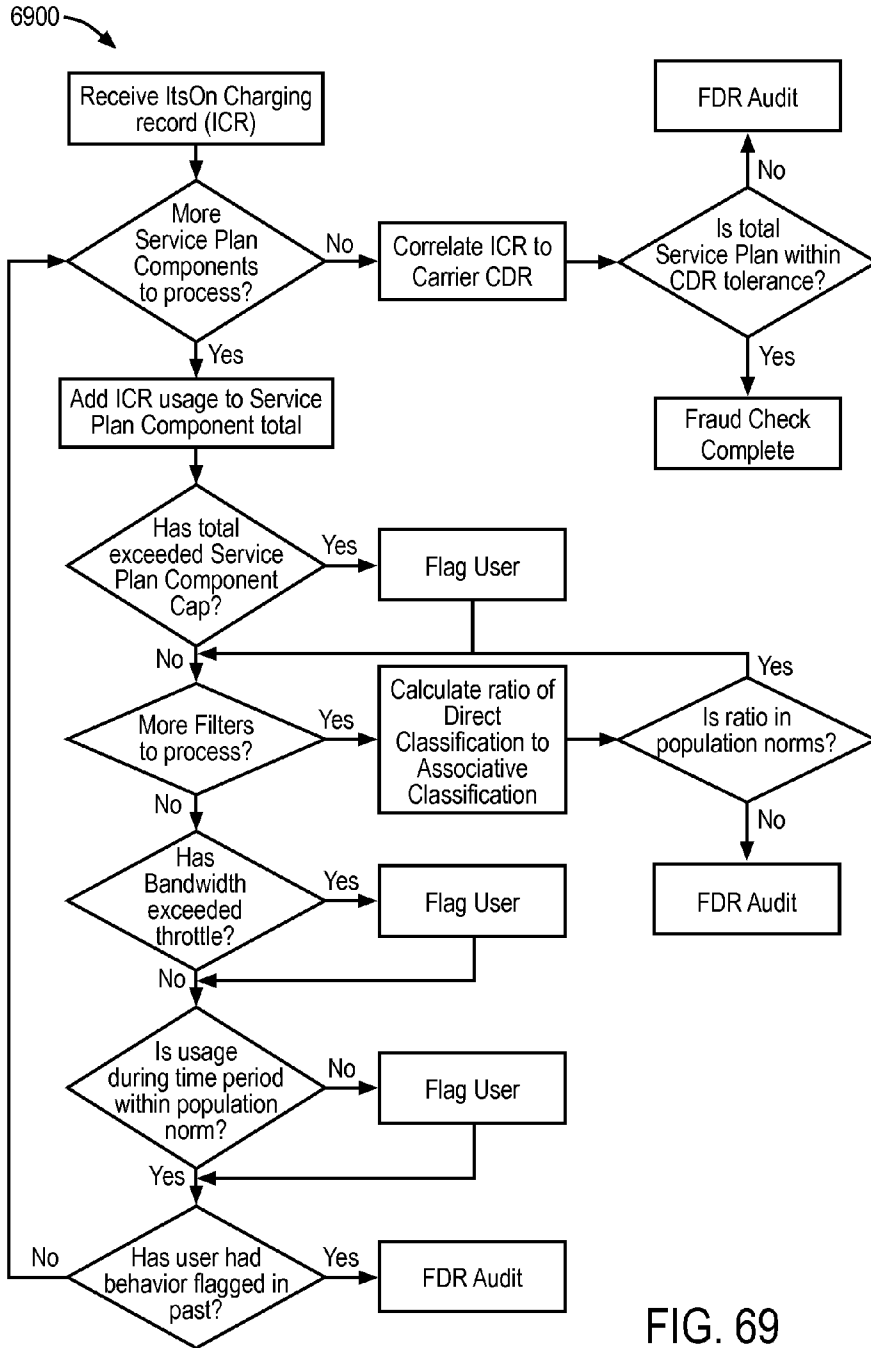 6900
Receive ItsOn Charging
record (ICR)
FDR Audit
No
More
Service Plan
Components
to process?
No
Correlate ICR to
Carrier CDR
Is total
Service Plan within
CDR tolerance?
Yes
Yes
Add ICR usage to Service
Plan Component total
Fraud Check
Complete
Has total
exceeded Service
Plan Component
Cap?
Yes
Flag User
No
Yes
More Filters
to process?
Yes
Calculate ratio of
Direct
Classification to
Associative
Classification
Is ratio in
population norms?
No
No
Has
Bandwidth
exceeded
throttle?
Yes
Flag User
FDR Audit
No
Is usage
during time period
within population
norm?
No
Flag User
Yes
No
Has user had
behavior flagged in
past?
Yes
FDR Audit
FIG. 69